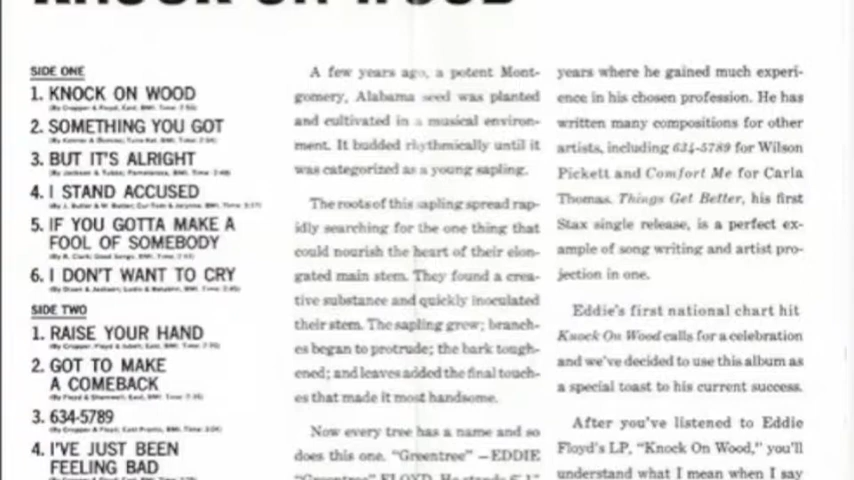 KNOCK ON WOOD
SIDE ONE
1. KNOCK ON WOOD
2. SOMETHING YOU GOT
3. BUT IT'S ALRIGHT
4. I STAND ACCUSED
5. IF YOU GOTTA MAKE A
FOOL OF SOMEBODY
6. I DON'T WANT TO CRY
SIDE TWO
1. RAISE YOUR HAND
2. GOT TO MAKE
A COMEBACK
3. 634-5789
4. I'VE JUST BEEN
FEELING BAD
A few years ago, a potent Mont-
gomery, Alabama seed was planted
and cultivated in a musical environ-
ment. It budded rhythmically until it
was categorized as a young sapling.
The roots of this sapling spread rap-
idly searching for the one thing that
could nourish the heart of their elon-
gated main stem. They found a crea-
tive substance and quickly inoculated
their stem. The sapling grew; branch-
es began to protrude; the bark tough-
ened; and leaves added the final touch-
es that made it most handsome.
Now every tree has a name and so
does this one. "Greentree" —EDDIE
"Greentree" FLOYD. He stands 6' 1"
years where he gained much experi-
ence in his chosen profession. He has
written many compositions for other
artists, including 634-5789 for Wilson
Pickett and Comfort Me for Carla
Thomas. Things Get Better, his first
Stax single release, is a perfect ex-
ample of song writing and artist pro-
jection in one.
Eddie's first national chart hit
Knock On Wood calls for a celebration
and we've decided to use this album as
a special toast to his current success.
After you've listened to Eddie
Floyd's LP, "Knock On Wood," you'll
understand what I mean when I say